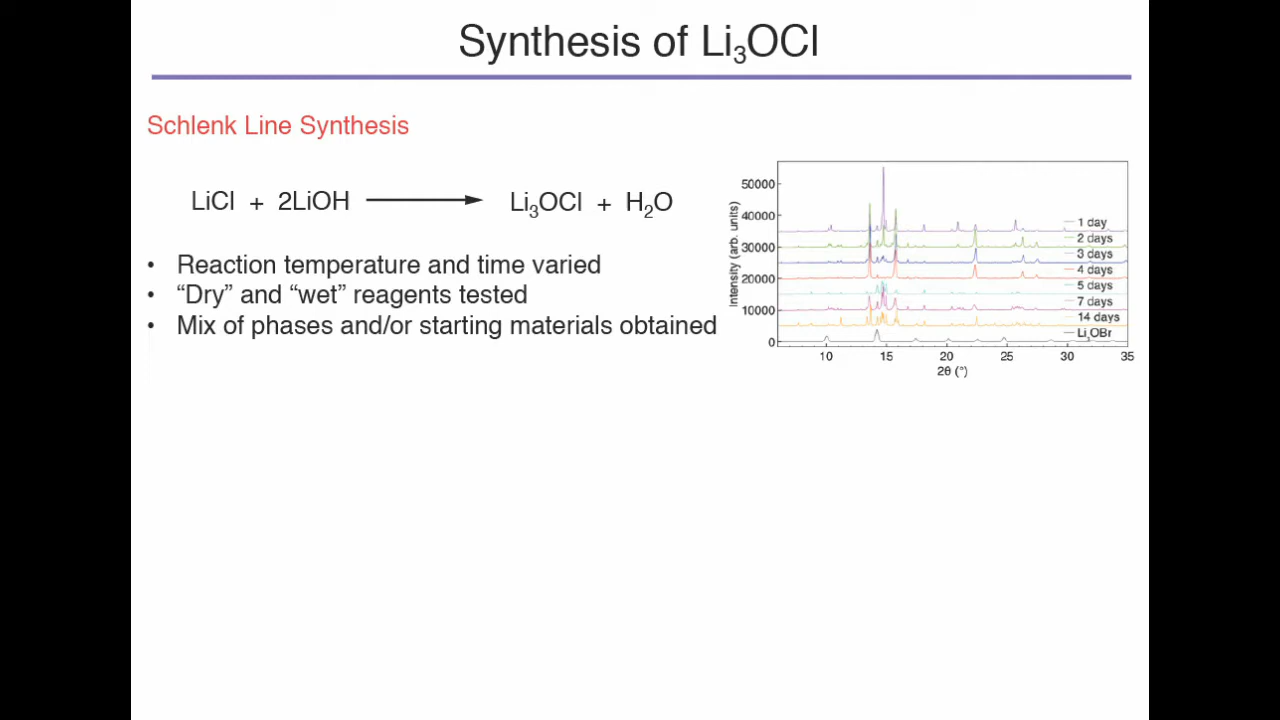 Synthesis of Li₃OCl
Schlenk Line Synthesis
LiCl + 2LiOH ⟶ Li₃OCl + H₂O
• Reaction temperature and time varied
• “Dry” and “wet” reagents tested
• Mix of phases and/or starting materials obtained
Intensity (arb. units)
50000
40000
30000
20000
10000
0
1 day
2 days
3 days
4 days
5 days
7 days
14 days
Li₃OBr
10 15 20 25 30 35
2θ (°)